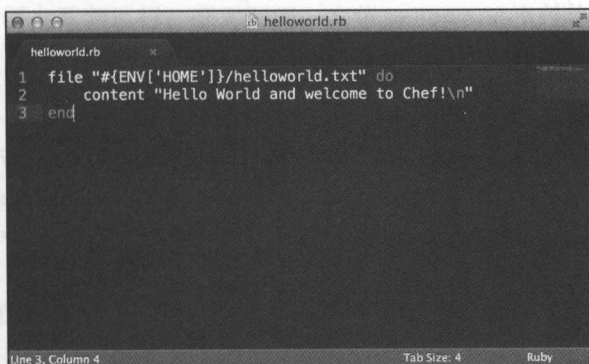 helloworld.rb
helloworld.rb ×
1 file "#{ENV['HOME']}/helloworld.txt" do
2     content "Hello World and welcome to Chef!\n"
3 end
Line 3, Column 4 Tab Size: 4 Ruby